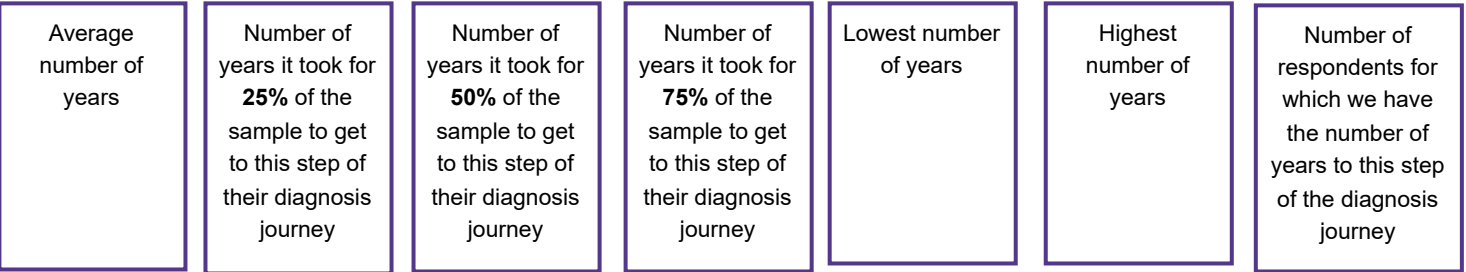 Average
number of
years
Number of
years it took for
25% of the
sample to get
to this step of
their diagnosis
journey
Number of
years it took for
50% of the
sample to get
to this step of
their diagnosis
journey
Number of
years it took for
75% of the
sample to get
to this step of
their diagnosis
journey
Lowest number
of years
Highest
number of
years
Number of
respondents for
which we have
the number of
years to this step
of the diagnosis
journey